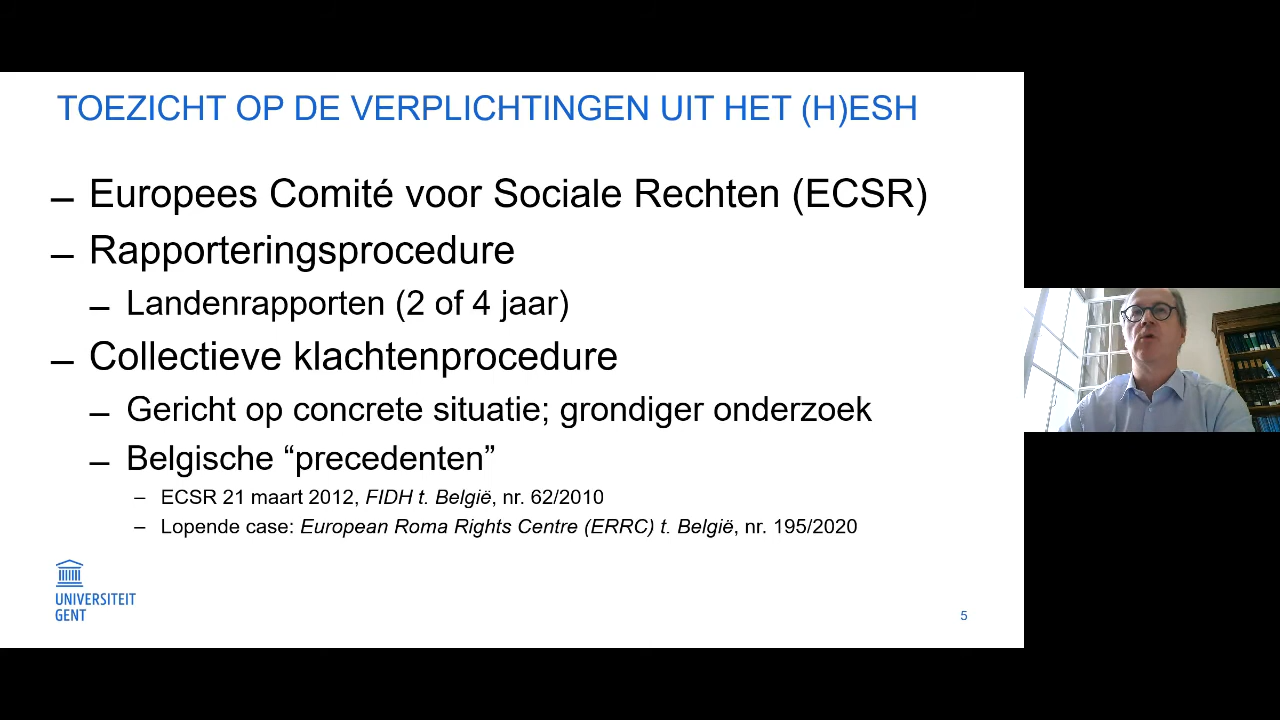 TOEZICHT OP DE VERPLICHTINGEN UIT HET (H)ESH
– Europees Comité voor Sociale Rechten (ECSR)
– Rapporteringsprocedure
– Landenrapporten (2 of 4 jaar)
– Collectieve klachtenprocedure
– Gericht op concrete situatie; grondiger onderzoek
– Belgische “precedenten”
– ECSR 21 maart 2012, FIDH t. België, nr. 62/2010
– Lopende case: European Roma Rights Centre (ERRC) t. België, nr. 195/2020
UNIVERSITEIT
GENT
5